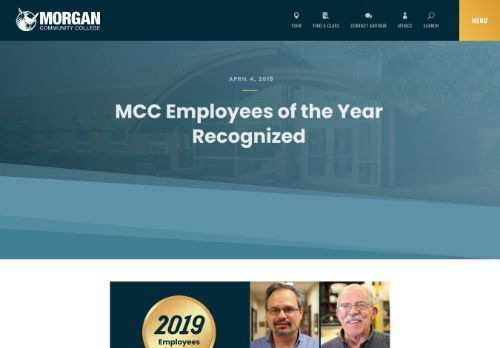 MORGAN
COMMUNITY COLLEGE
TOUR
FIND A CLASS
CONTACT ADVISOR
MYMCC
SEARCH
MENU
APRIL 4, 2019
MCC Employees of the Year
Recognized
2019
Employees